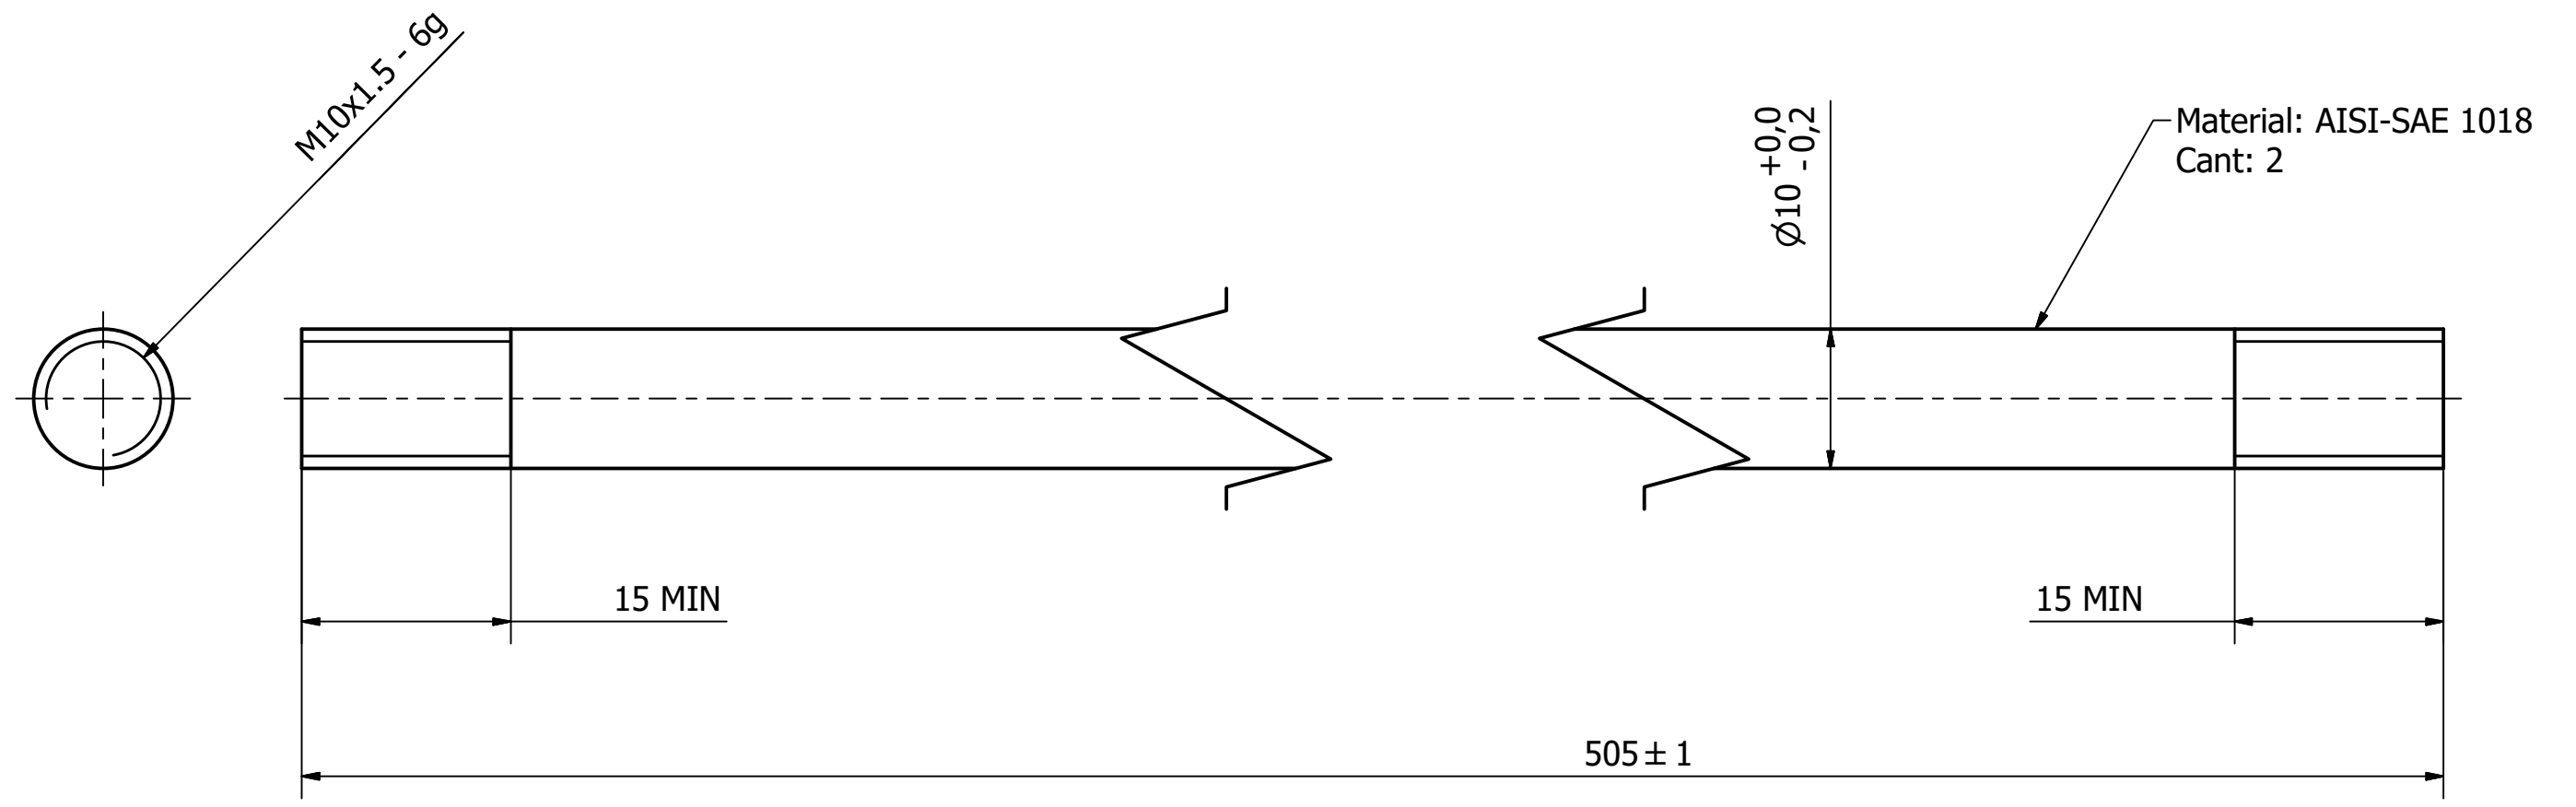 M10x1.5 - 6g
Ø10 +0,0
-0,2
Material: AISI-SAE 1018
Cant: 2
15 MIN
15 MIN
505±1